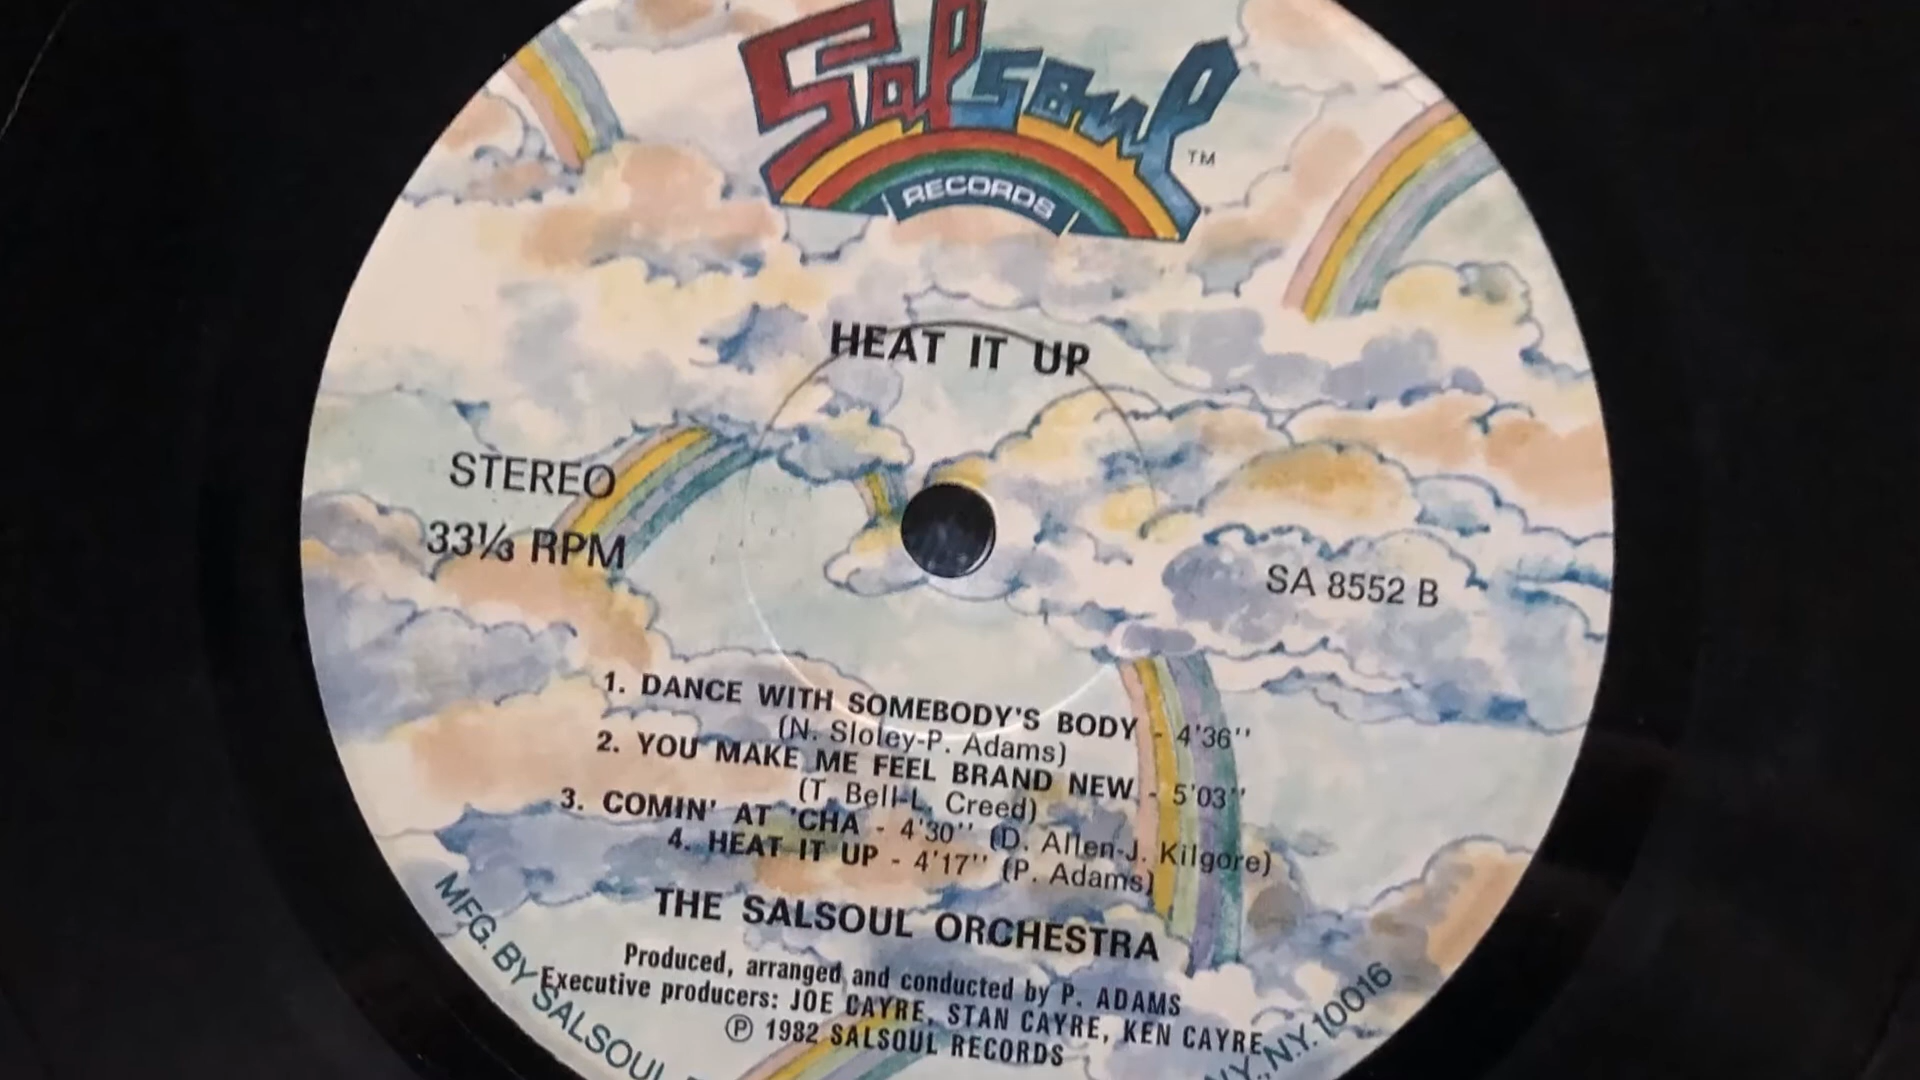 Salsoul
TM
RECORDS
HEAT IT UP
STEREO
33⅓ RPM
SA 8552 B
1. DANCE WITH SOMEBODY'S BODY - 4'36''
(N. Sloley-P. Adams)
2. YOU MAKE ME FEEL BRAND NEW - 5'03''
(T. Bell-L. Creed)
3. COMIN' AT 'CHA - 4'30'' (D. Allen-J. Kilgore)
4. HEAT IT UP - 4'17'' (P. Adams)
THE SALSOUL ORCHESTRA
Produced, arranged and conducted by P. ADAMS
Executive producers: JOE CAYRE, STAN CAYRE, KEN CAYRE
Ⓟ 1982 SALSOUL RECORDS
MFG. BY SALSOUL
N.Y., N.Y. 10016